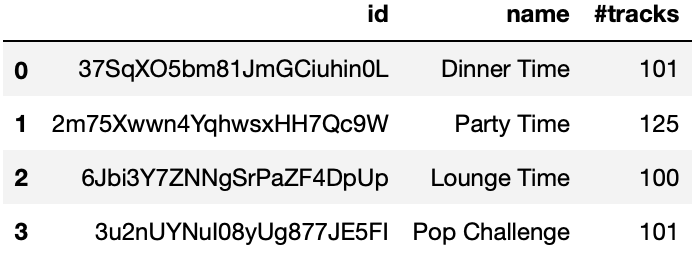 id name #tracks
0 37SqXO5bm81JmGCiuhin0L Dinner Time 101
1 2m75Xwwn4YqhwsxHH7Qc9W Party Time 125
2 6Jbi3Y7ZNNgSrPaZF4DpUp Lounge Time 100
3 3u2nUYNuI08yUg877JE5FI Pop Challenge 101